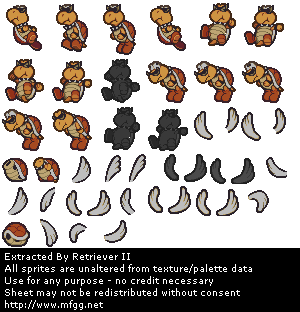 Extracted By Retriever II
All sprites are unaltered from texture/palette data
Use for any purpose - no credit necessary
Sheet may not be redistributed without consent
http://www.mfgg.net